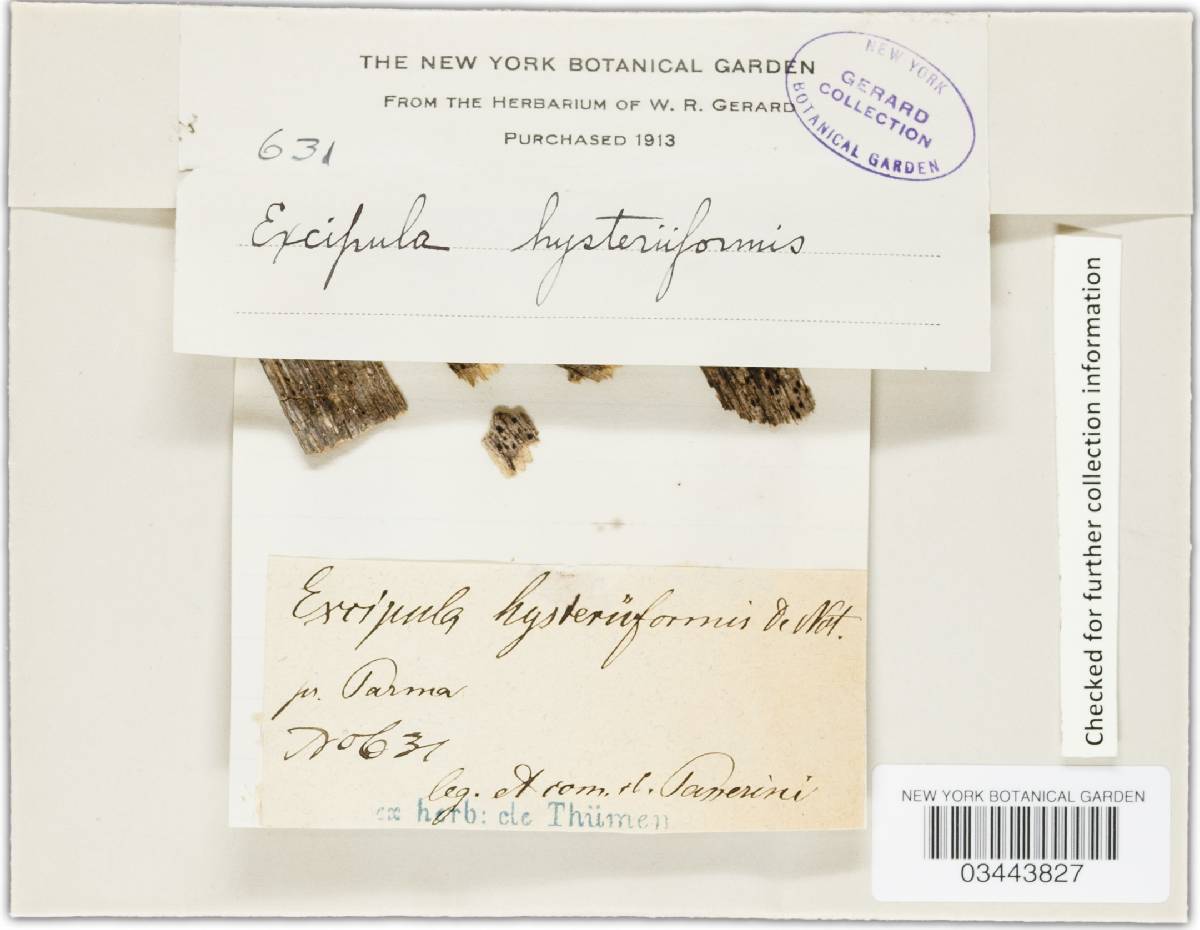 THE NEW YORK BOTANICAL GARDEN
FROM THE HERBARIUM OF W. R. GERARD
PURCHASED 1913
NEW YORK
GERARD
COLLECTION
BOTANICAL GARDEN
631
Excipula hysteriiformis
Checked for further collection information
Excipula hysteriiformis De Not.
pr. Parma
No 631
leg. et com. d. Passerini
ex herb: de Thümen
NEW YORK BOTANICAL GARDEN
03443827